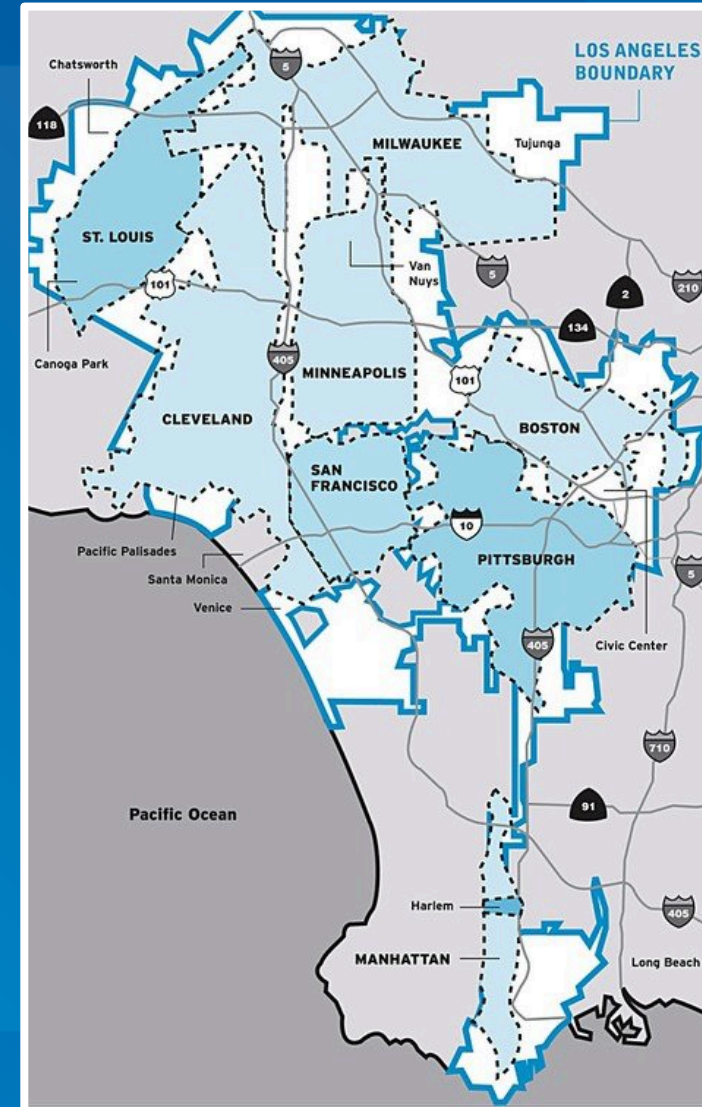 LOS ANGELES
BOUNDARY
Chatsworth
5
118
MILWAUKEE
Tujunga
ST. LOUIS
Van
Nuys
5
101
2
210
134
Canoga Park
405
MINNEAPOLIS
101
CLEVELAND
BOSTON
SAN
FRANCISCO
10
Pacific Palisades
PITTSBURGH
Santa Monica
5
Venice
405
Civic Center
710
Pacific Ocean
91
Harlem
405
MANHATTAN
Long Beach